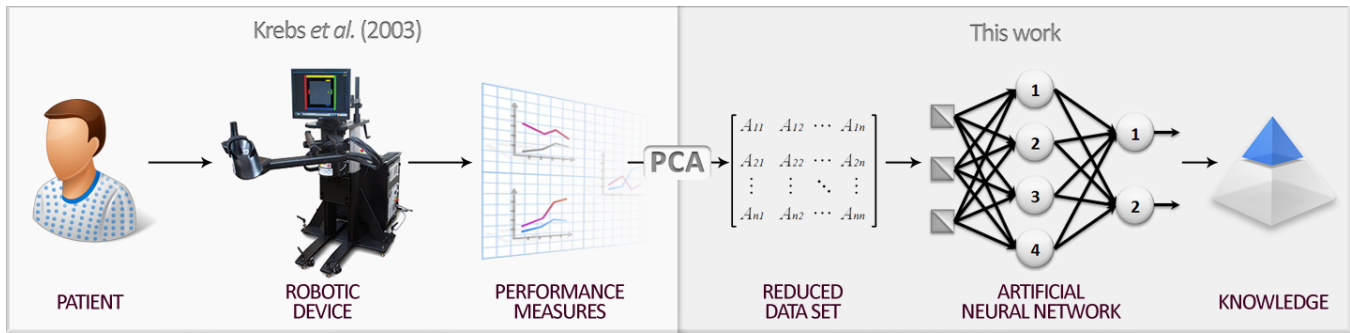 Krebs et al. (2003)
This work
PCA
A11 A12 ⋯ A1n
A21 A22 ⋯ A2n
⋮ ⋮ ⋱ ⋮
An1 An2 ⋯ Ann
1
2
3
4
1
2
PATIENT
ROBOTIC
DEVICE
PERFORMANCE
MEASURES
REDUCED
DATA SET
ARTIFICIAL
NEURAL NETWORK
KNOWLEDGE